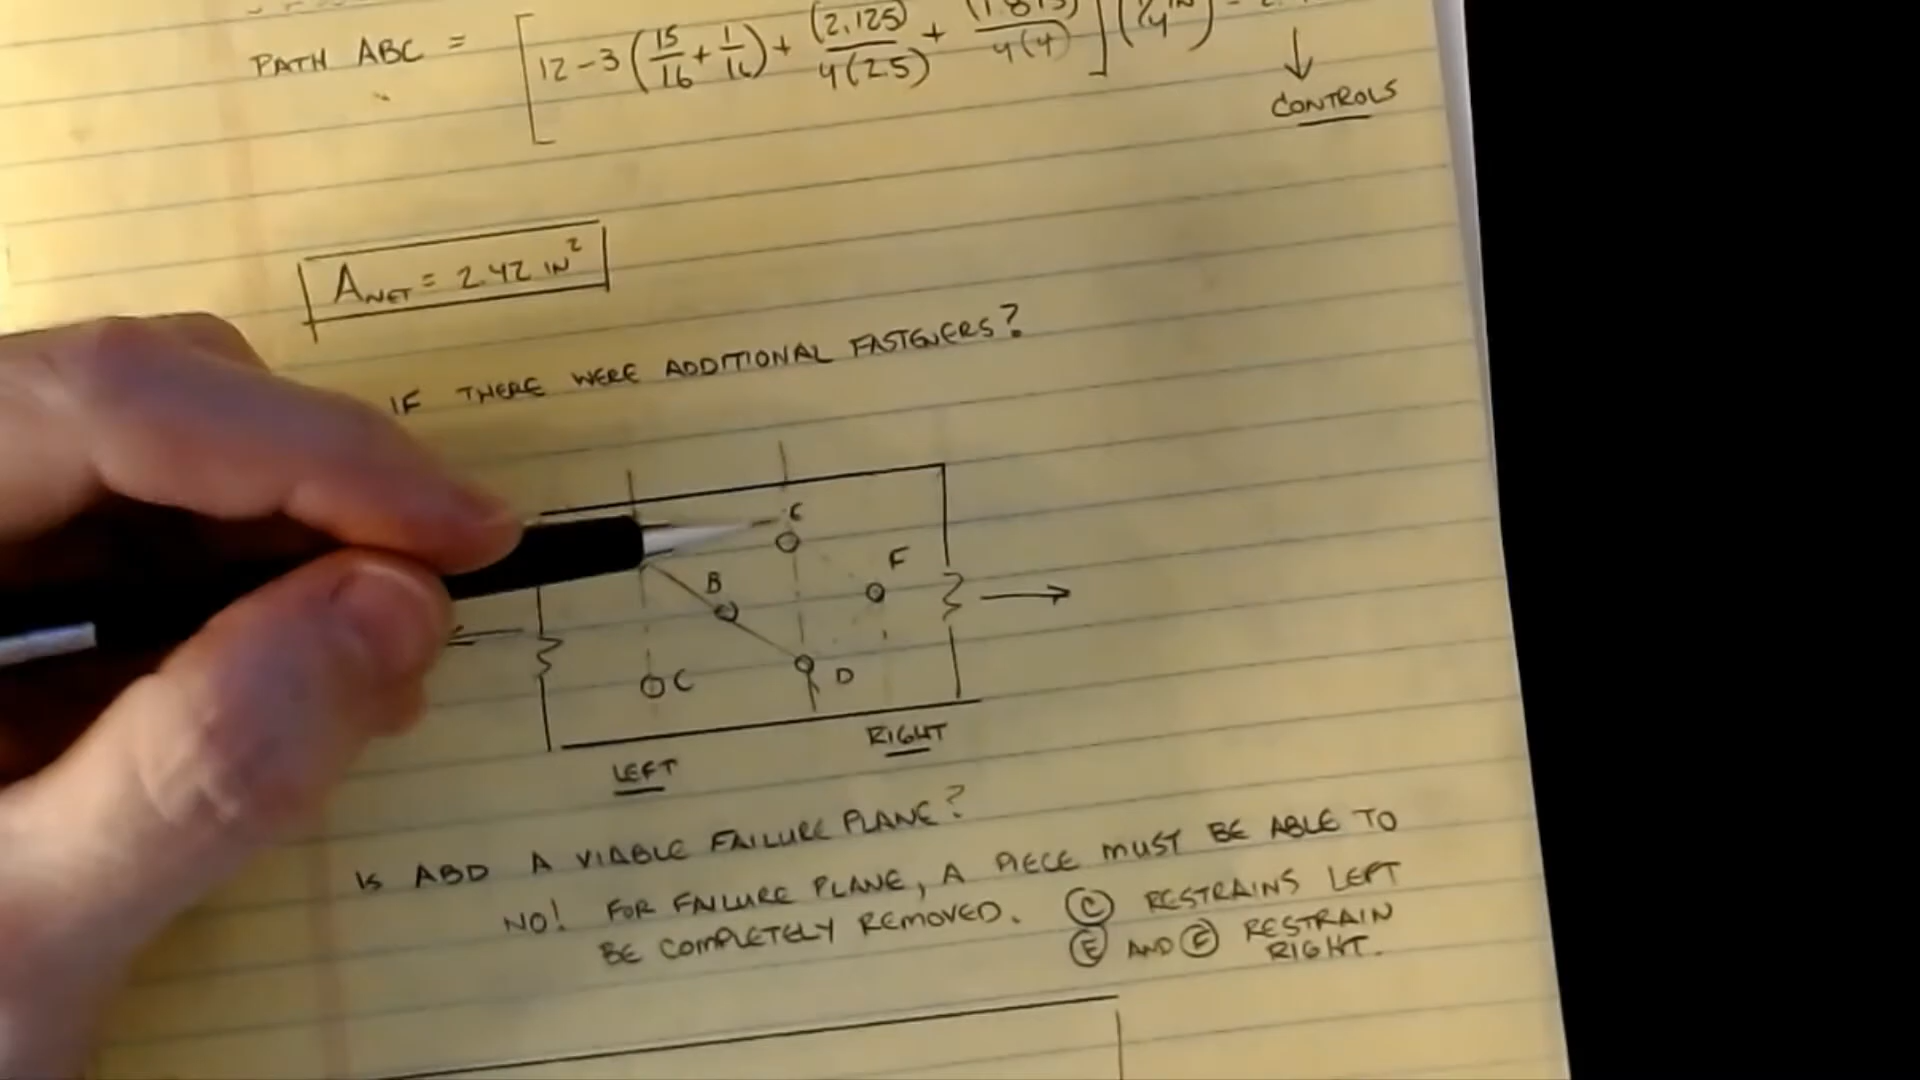 PATH ABC = [12 - 3 (15/16 + 1/16) + (2.125)/4(2.5) + (1.875)/4(4)] (1/4 IN)
CONTROLS
A NET = 2.42 IN²
IF THERE WERE ADDITIONAL FASTENERS?
F
B
C
D
RIGHT
LEFT
IS ABD A VIABLE FAILURE PLANE?
NO! FOR FAILURE PLANE, A PIECE MUST BE ABLE TO
BE COMPLETELY REMOVED. C RESTRAINS LEFT
E AND F RESTRAIN
RIGHT.